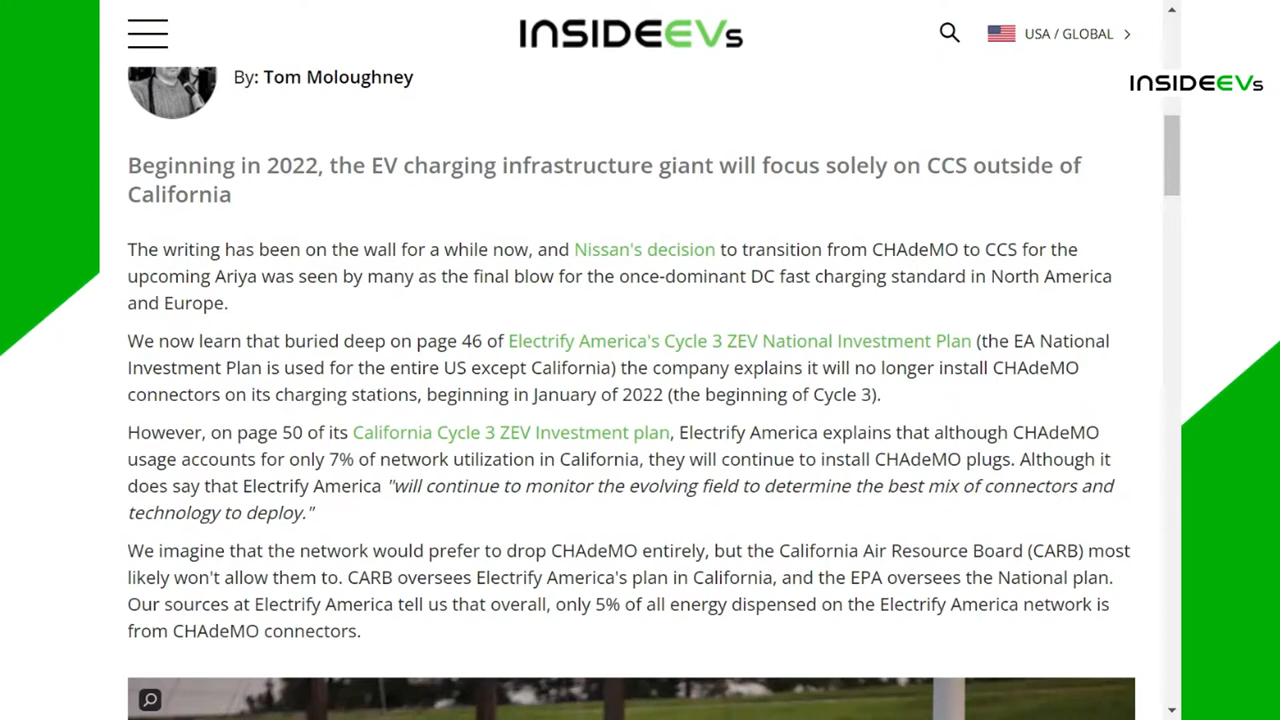 INSIDEEVs
USA / GLOBAL
INSIDEEVs
By: Tom Moloughney
Beginning in 2022, the EV charging infrastructure giant will focus solely on CCS outside of
California
The writing has been on the wall for a while now, and Nissan's decision to transition from CHAdeMO to CCS for the
upcoming Ariya was seen by many as the final blow for the once-dominant DC fast charging standard in North America
and Europe.
We now learn that buried deep on page 46 of Electrify America's Cycle 3 ZEV National Investment Plan (the EA National
Investment Plan is used for the entire US except California) the company explains it will no longer install CHAdeMO
connectors on its charging stations, beginning in January of 2022 (the beginning of Cycle 3).
However, on page 50 of its California Cycle 3 ZEV Investment plan, Electrify America explains that although CHAdeMO
usage accounts for only 7% of network utilization in California, they will continue to install CHAdeMO plugs. Although it
does say that Electrify America "will continue to monitor the evolving field to determine the best mix of connectors and
technology to deploy."
We imagine that the network would prefer to drop CHAdeMO entirely, but the California Air Resource Board (CARB) most
likely won't allow them to. CARB oversees Electrify America's plan in California, and the EPA oversees the National plan.
Our sources at Electrify America tell us that overall, only 5% of all energy dispensed on the Electrify America network is
from CHAdeMO connectors.